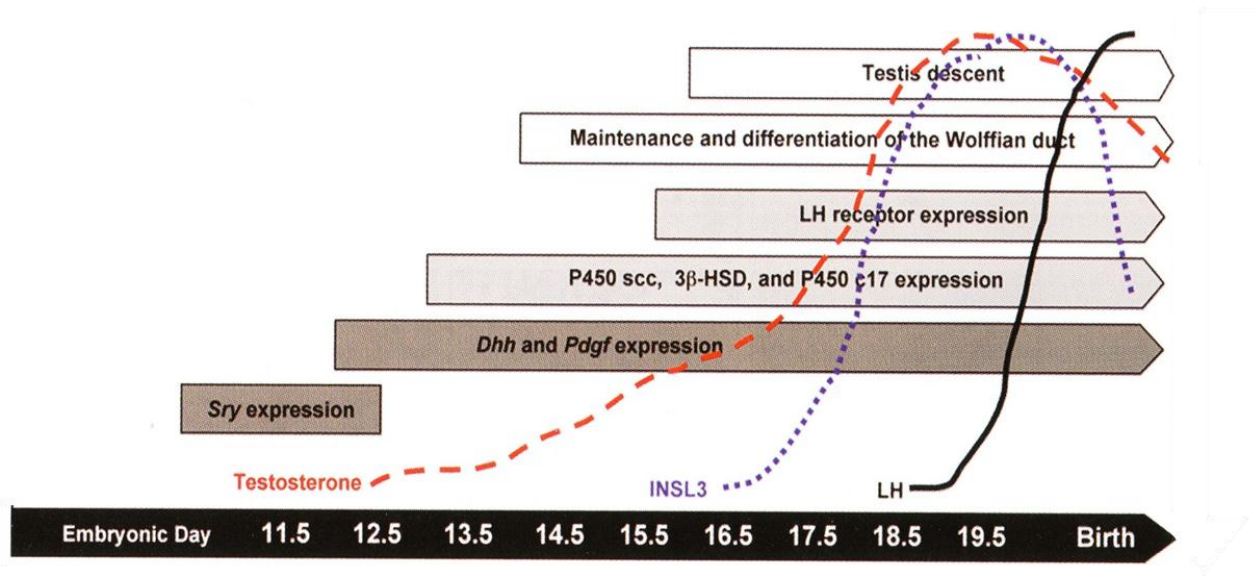 Testis descent
Maintenance and differentiation of the Wolffian duct
LH receptor expression
P450 scc, 3β-HSD, and P450 c17 expression
Dhh and Pdgf expression
Sry expression
Testosterone
INSL3
LH
Embryonic Day 11.5 12.5 13.5 14.5 15.5 16.5 17.5 18.5 19.5 Birth